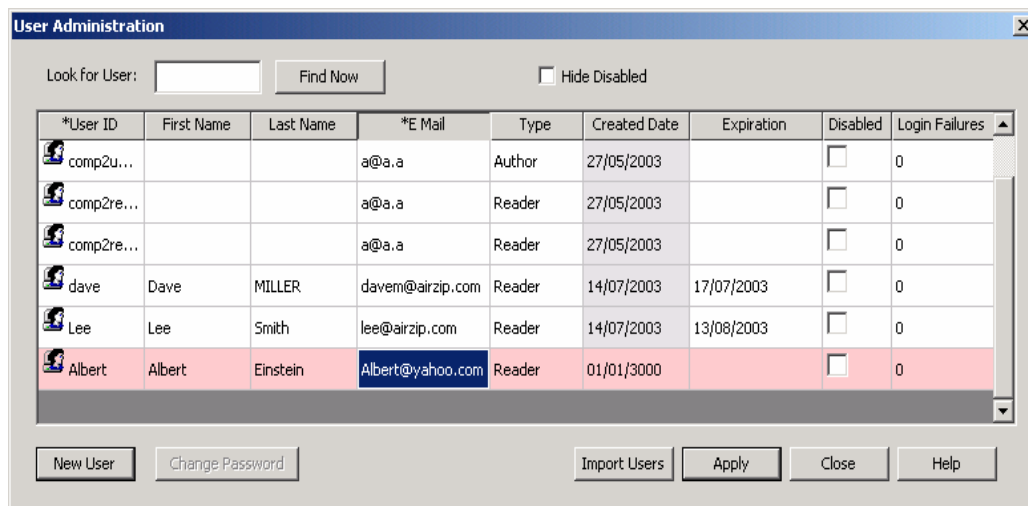 User Administration
Look for User: Find Now Hide Disabled
*User ID First Name Last Name *E Mail Type Created Date Expiration Disabled Login Failures
comp2u... a@a.a Author 27/05/2003 0
comp2re... a@a.a Reader 27/05/2003 0
comp2re... a@a.a Reader 27/05/2003 0
dave Dave MILLER davem@airzip.com Reader 14/07/2003 17/07/2003 0
Lee Lee Smith lee@airzip.com Reader 14/07/2003 13/08/2003 0
Albert Albert Einstein Albert@yahoo.com Reader 01/01/3000 0
New User Change Password Import Users Apply Close Help